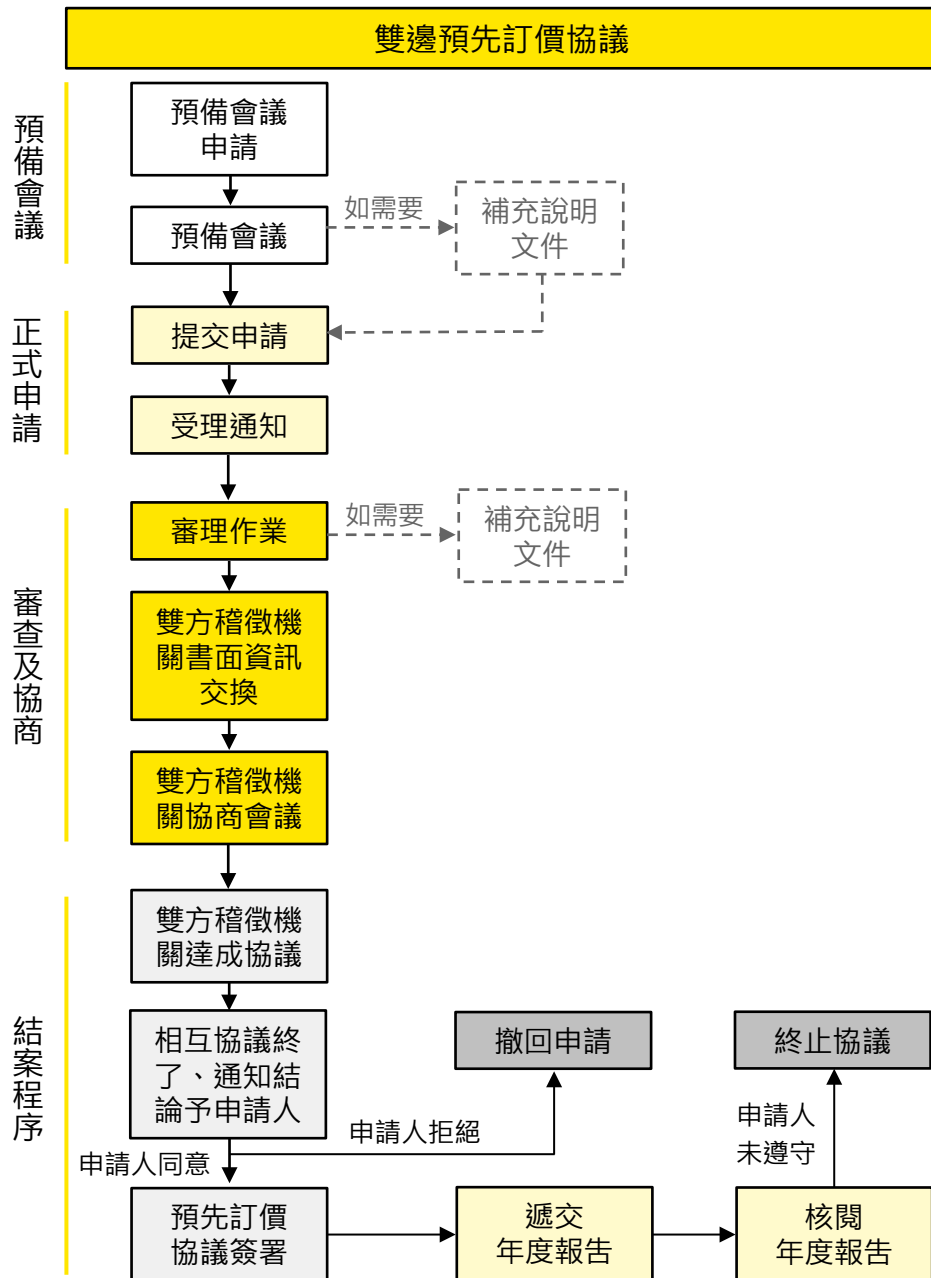 雙邊預先訂價協議
預備會議
預備會議
申請
預備會議
如需要
補充說明
文件
正式申請
提交申請
受理通知
審查及協商
審理作業
如需要
補充說明
文件
雙方稽徵機
關書面資訊
交換
雙方稽徵機
關協商會議
結案程序
雙方稽徵機
關達成協議
相互協議終
了、通知結
論予申請人
撤回申請
終止協議
申請人拒絕
申請人
未遵守
申請人同意
預先訂價
協議簽署
遞交
年度報告
核閱
年度報告